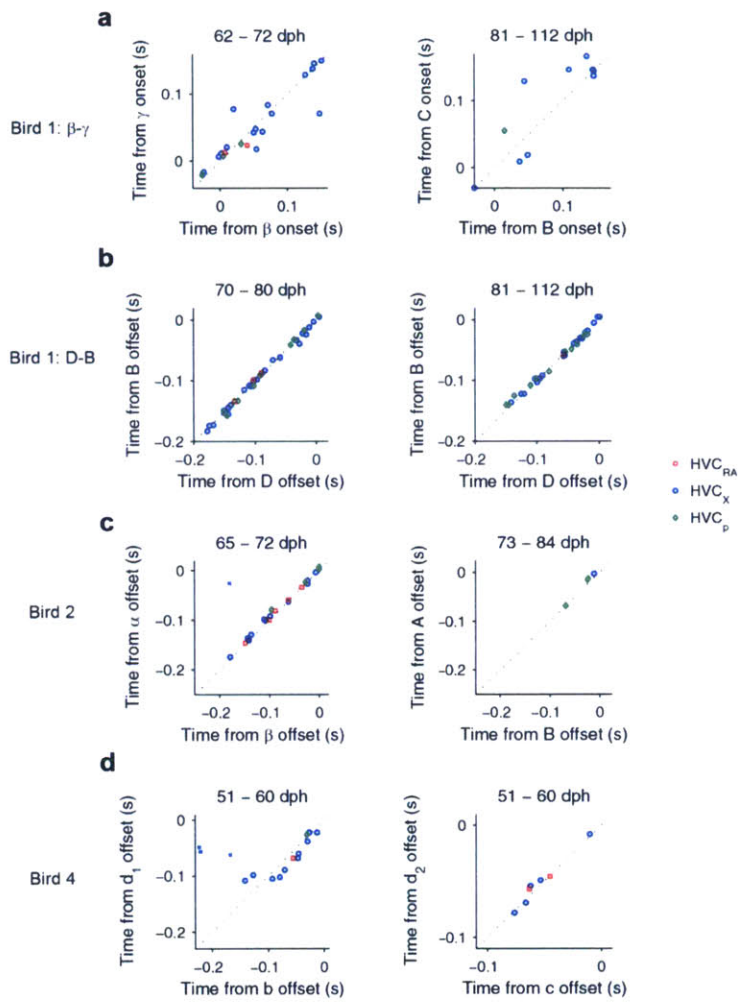 a
62 – 72 dph
81 – 112 dph
Bird 1: β-γ
Time from γ onset (s)
0.1
0
0
0.1
Time from β onset (s)
Time from C onset (s)
0.1
0
0
0.1
Time from B onset (s)
b
70 – 80 dph
81 – 112 dph
Bird 1: D-B
Time from B offset (s)
0
−0.1
−0.2
−0.2
−0.1
0
Time from D offset (s)
Time from B offset (s)
0
−0.1
−0.2
−0.2
−0.1
0
Time from D offset (s)
HVC_RA
HVC_X
HVC_p
c
65 – 72 dph
73 – 84 dph
Bird 2
Time from α offset (s)
0
−0.1
−0.2
−0.2
−0.1
0
Time from β offset (s)
Time from A offset (s)
0
−0.1
−0.2
−0.2
−0.1
0
Time from B offset (s)
d
51 – 60 dph
51 – 60 dph
Bird 4
Time from d1 offset (s)
0
−0.1
−0.2
−0.2
−0.1
0
Time from b offset (s)
Time from d2 offset (s)
0
−0.1
−0.1
0
Time from c offset (s)